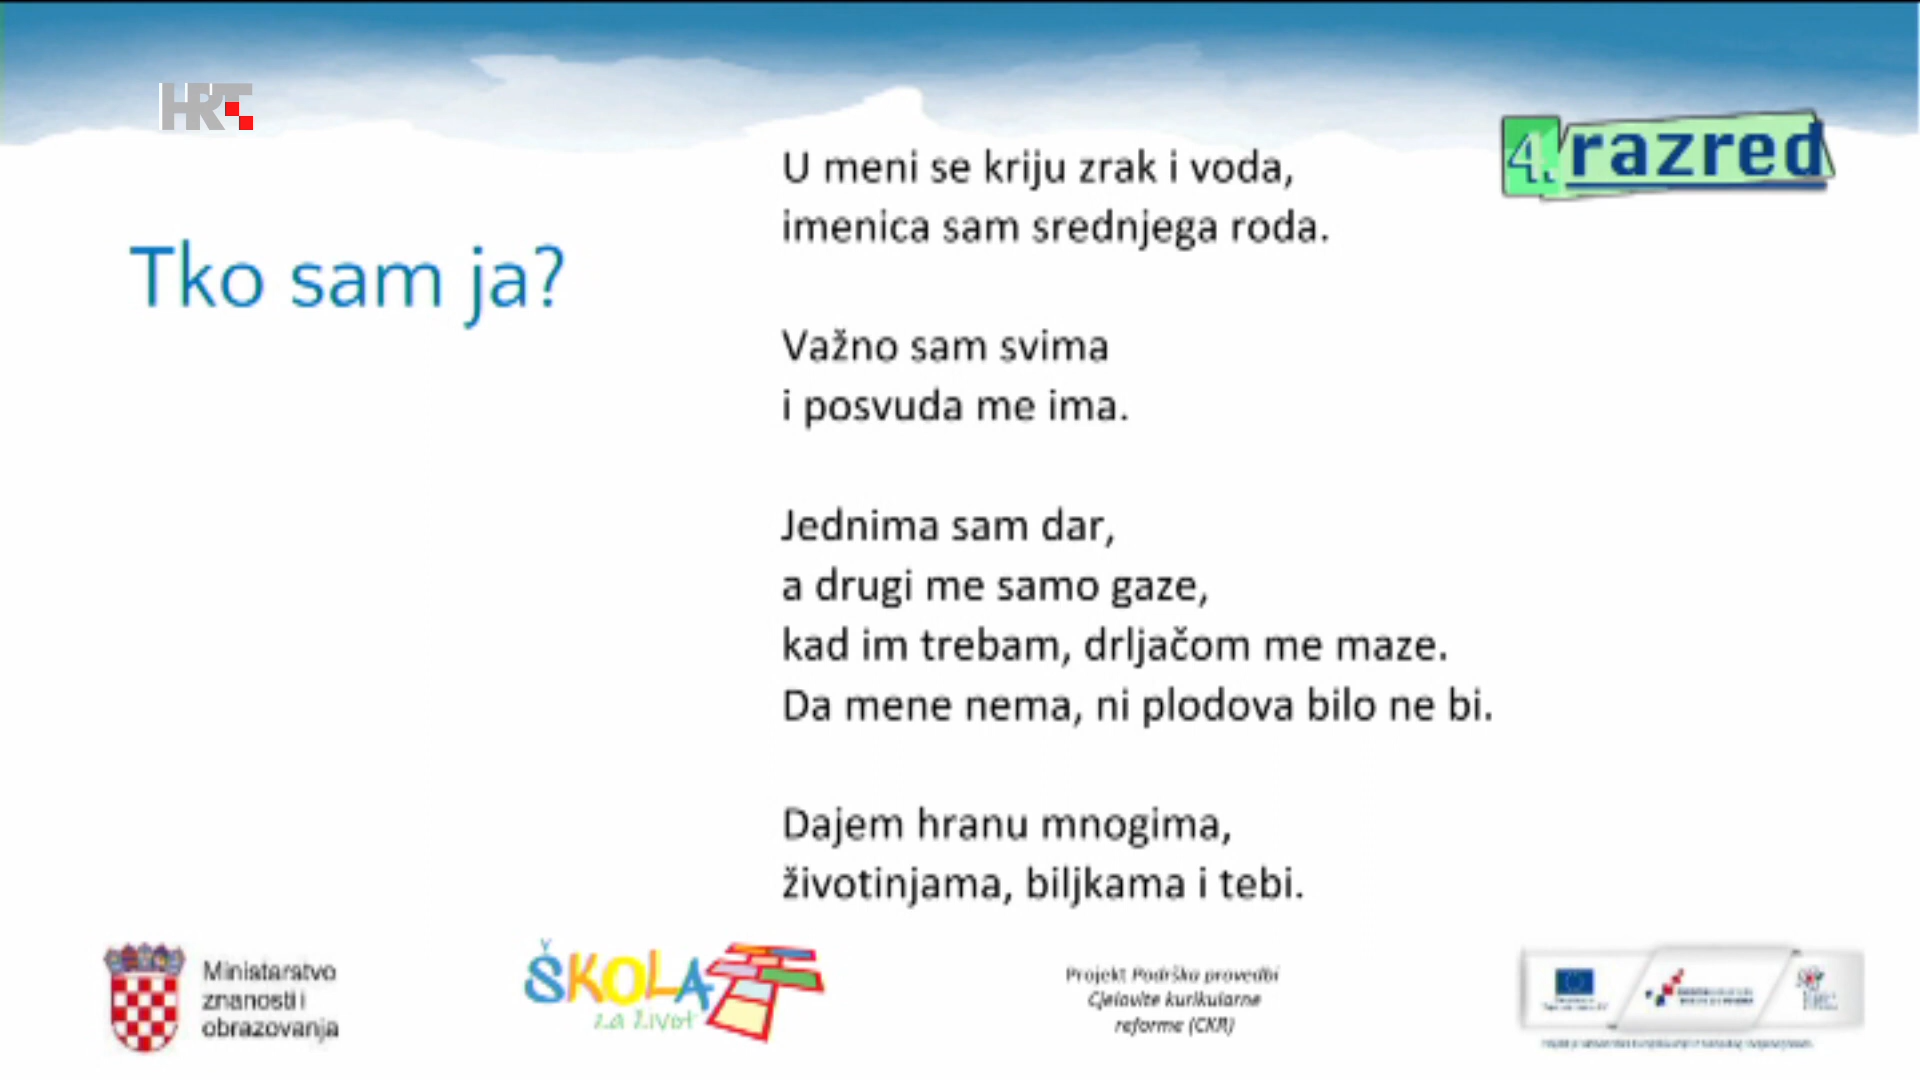 HRT
4. razred
Tko sam ja?
U meni se kriju zrak i voda,
imenica sam srednjega roda.
Važno sam svima
i posvuda me ima.
Jednima sam dar,
a drugi me samo gaze,
kad im trebam, drljačom me maze.
Da mene nema, ni plodova bilo ne bi.
Dajem hranu mnogima,
životinjama, biljkama i tebi.
Ministarstvo
znanosti i
obrazovanja
ŠKOLA
za život
Projekt Podrška provedbi
Cjelovite kurikularne
reforme (CKR)